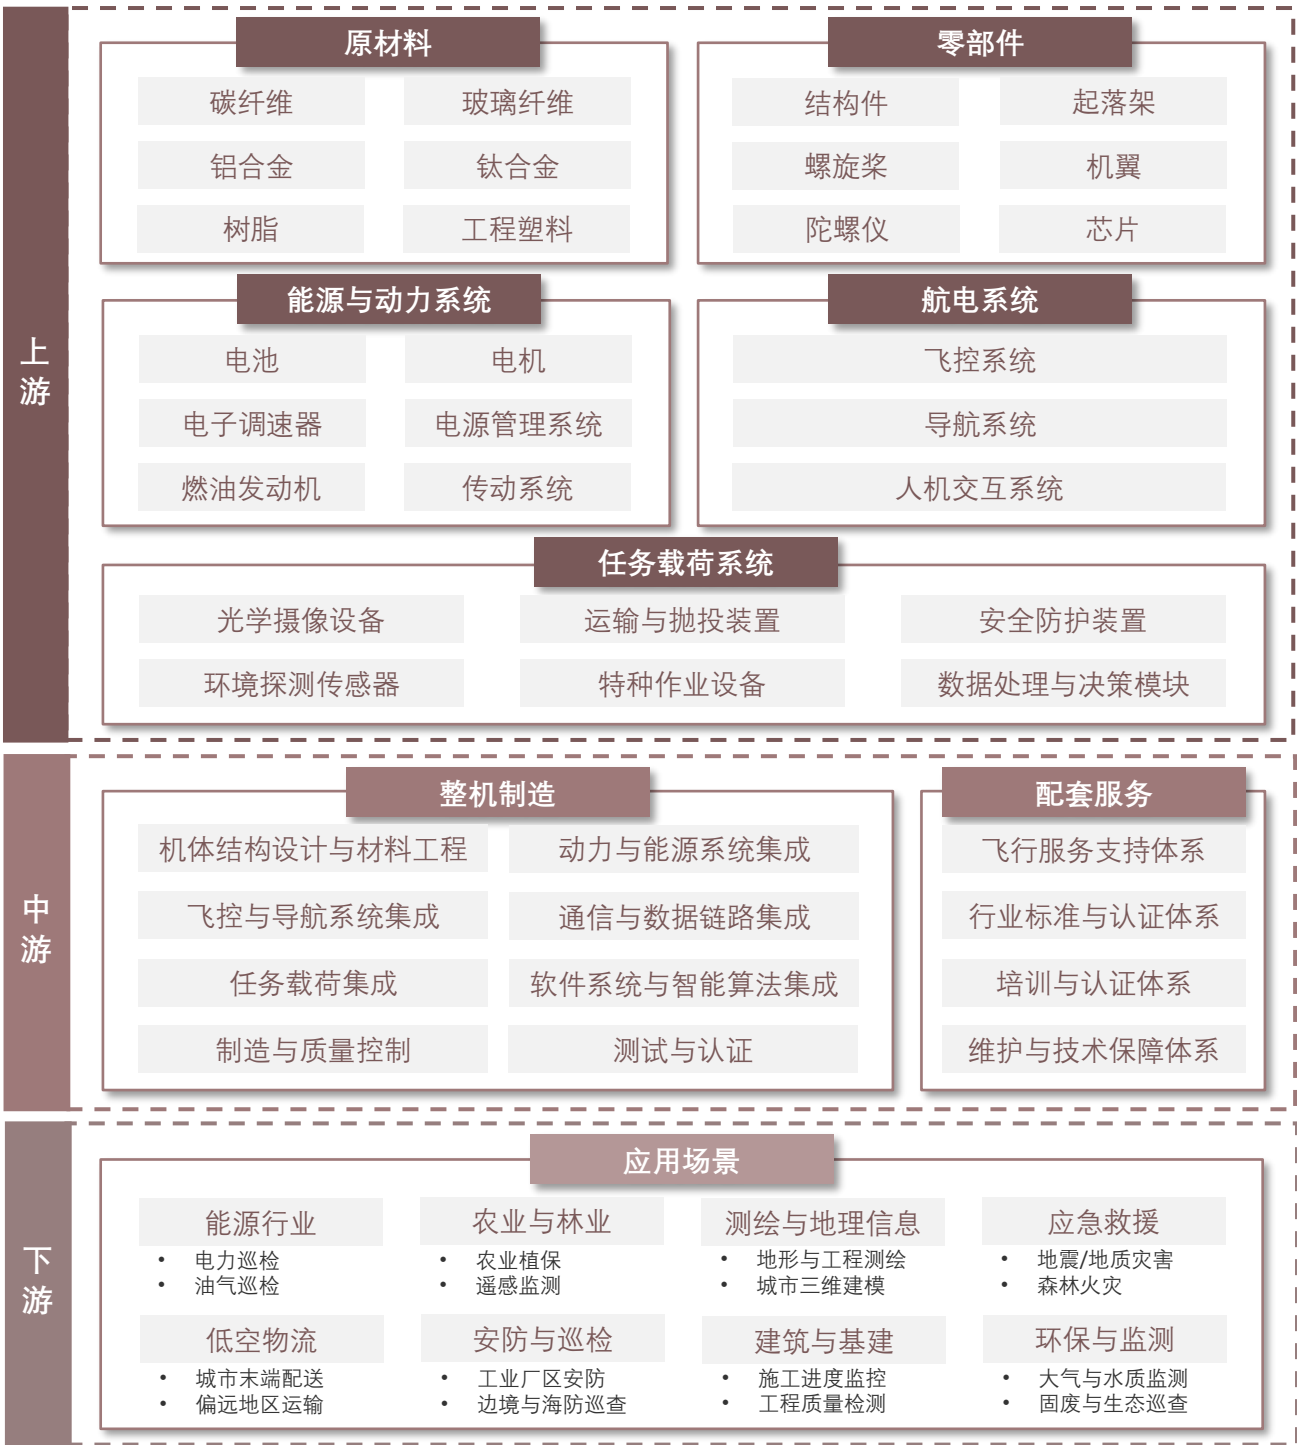 上游
原材料
碳纤维
玻璃纤维
铝合金
钛合金
树脂
工程塑料
零部件
结构件
起落架
螺旋桨
机翼
陀螺仪
芯片
能源与动力系统
电池
电机
电子调速器
电源管理系统
燃油发动机
传动系统
航电系统
飞控系统
导航系统
人机交互系统
任务载荷系统
光学摄像设备
运输与抛投装置
安全防护装置
环境探测传感器
特种作业设备
数据处理与决策模块
中游
整机制造
机体结构设计与材料工程
动力与能源系统集成
飞控与导航系统集成
通信与数据链路集成
任务载荷集成
软件系统与智能算法集成
制造与质量控制
测试与认证
配套服务
飞行服务支持体系
行业标准与认证体系
培训与认证体系
维护与技术保障体系
下游
应用场景
能源行业
• 电力巡检
• 油气巡检
农业与林业
• 农业植保
• 遥感监测
测绘与地理信息
• 地形与工程测绘
• 城市三维建模
应急救援
• 地震/地质灾害
• 森林火灾
低空物流
• 城市末端配送
• 偏远地区运输
安防与巡检
• 工业厂区安防
• 边境与海防巡查
建筑与基建
• 施工进度监控
• 工程质量检测
环保与监测
• 大气与水质监测
• 固废与生态巡查